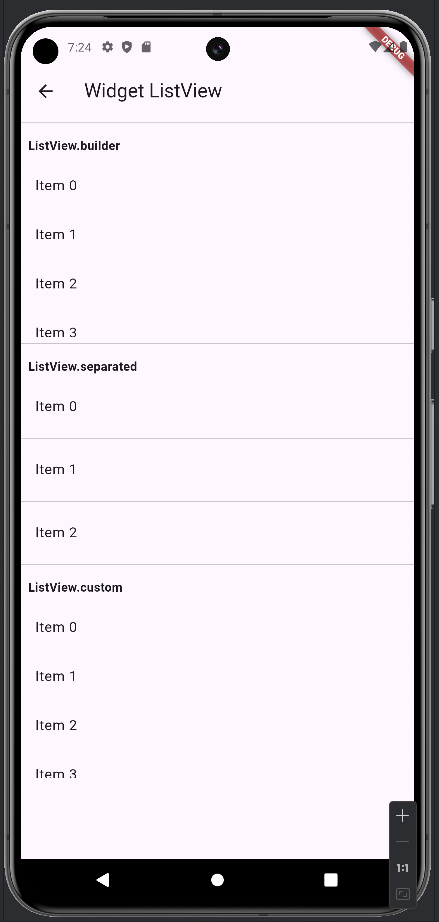 7:24
DEBUG
Widget ListView
ListView.builder
Item 0
Item 1
Item 2
Item 3
ListView.separated
Item 0
Item 1
Item 2
ListView.custom
Item 0
Item 1
Item 2
Item 3
1:1